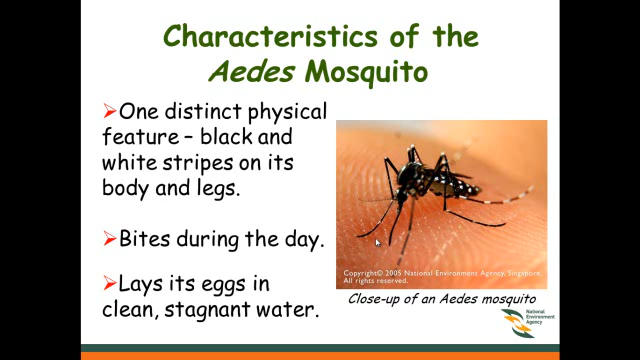 Characteristics of the
Aedes Mosquito
One distinct physical
feature – black and
white stripes on its
body and legs.
Bites during the day.
Lays its eggs in
clean, stagnant water.
Copyright© 2005 National Environment Agency, Singapore.
All rights reserved.
Close-up of an Aedes mosquito
National
Environment
Agency